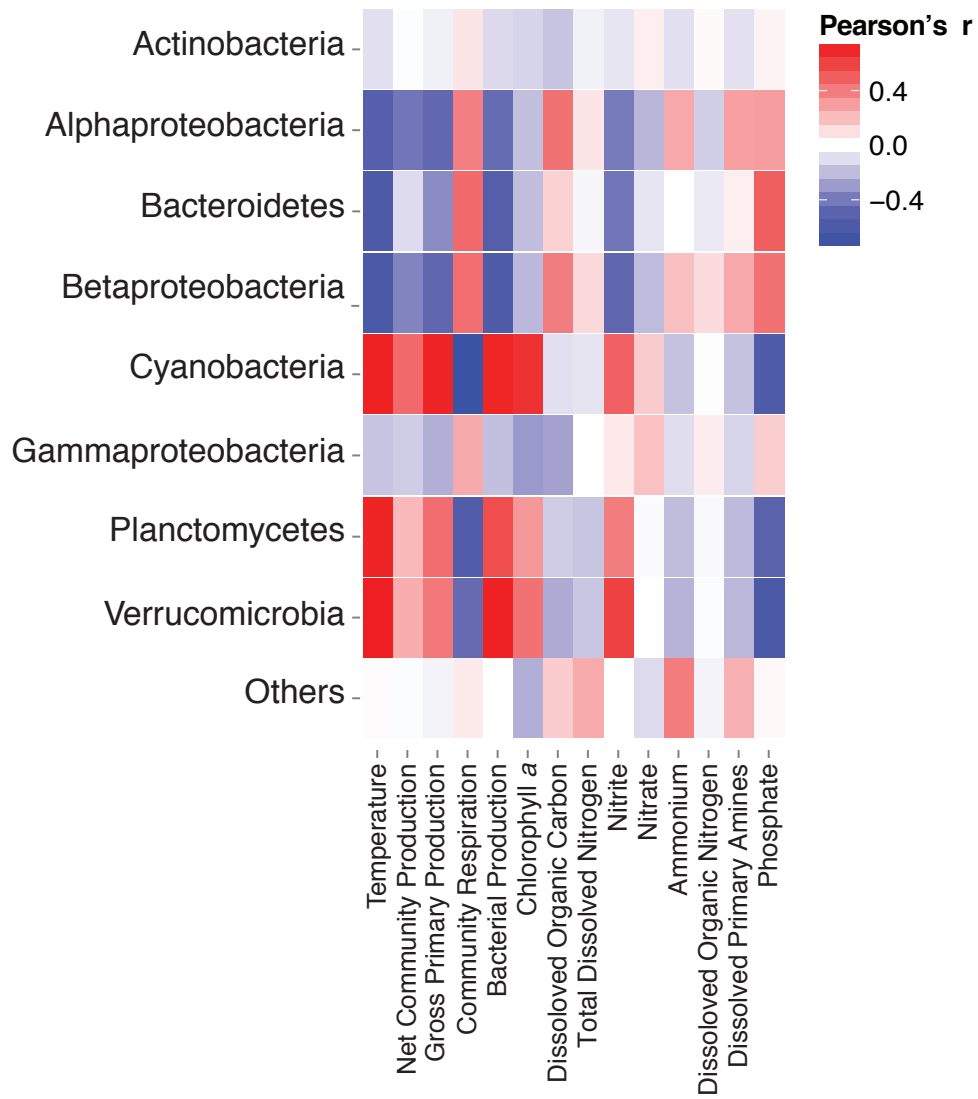 Pearson's r
0.4
0.0
−0.4
Actinobacteria
Alphaproteobacteria
Bacteroidetes
Betaproteobacteria
Cyanobacteria
Gammaproteobacteria
Planctomycetes
Verrucomicrobia
Others
Temperature
Net Community Production
Gross Primary Production
Community Respiration
Bacterial Production
Chlorophyll a
Dissoloved Organic Carbon
Total Dissolved Nitrogen
Nitrite
Nitrate
Ammonium
Dissoloved Organic Nitrogen
Dissolved Primary Amines
Phosphate